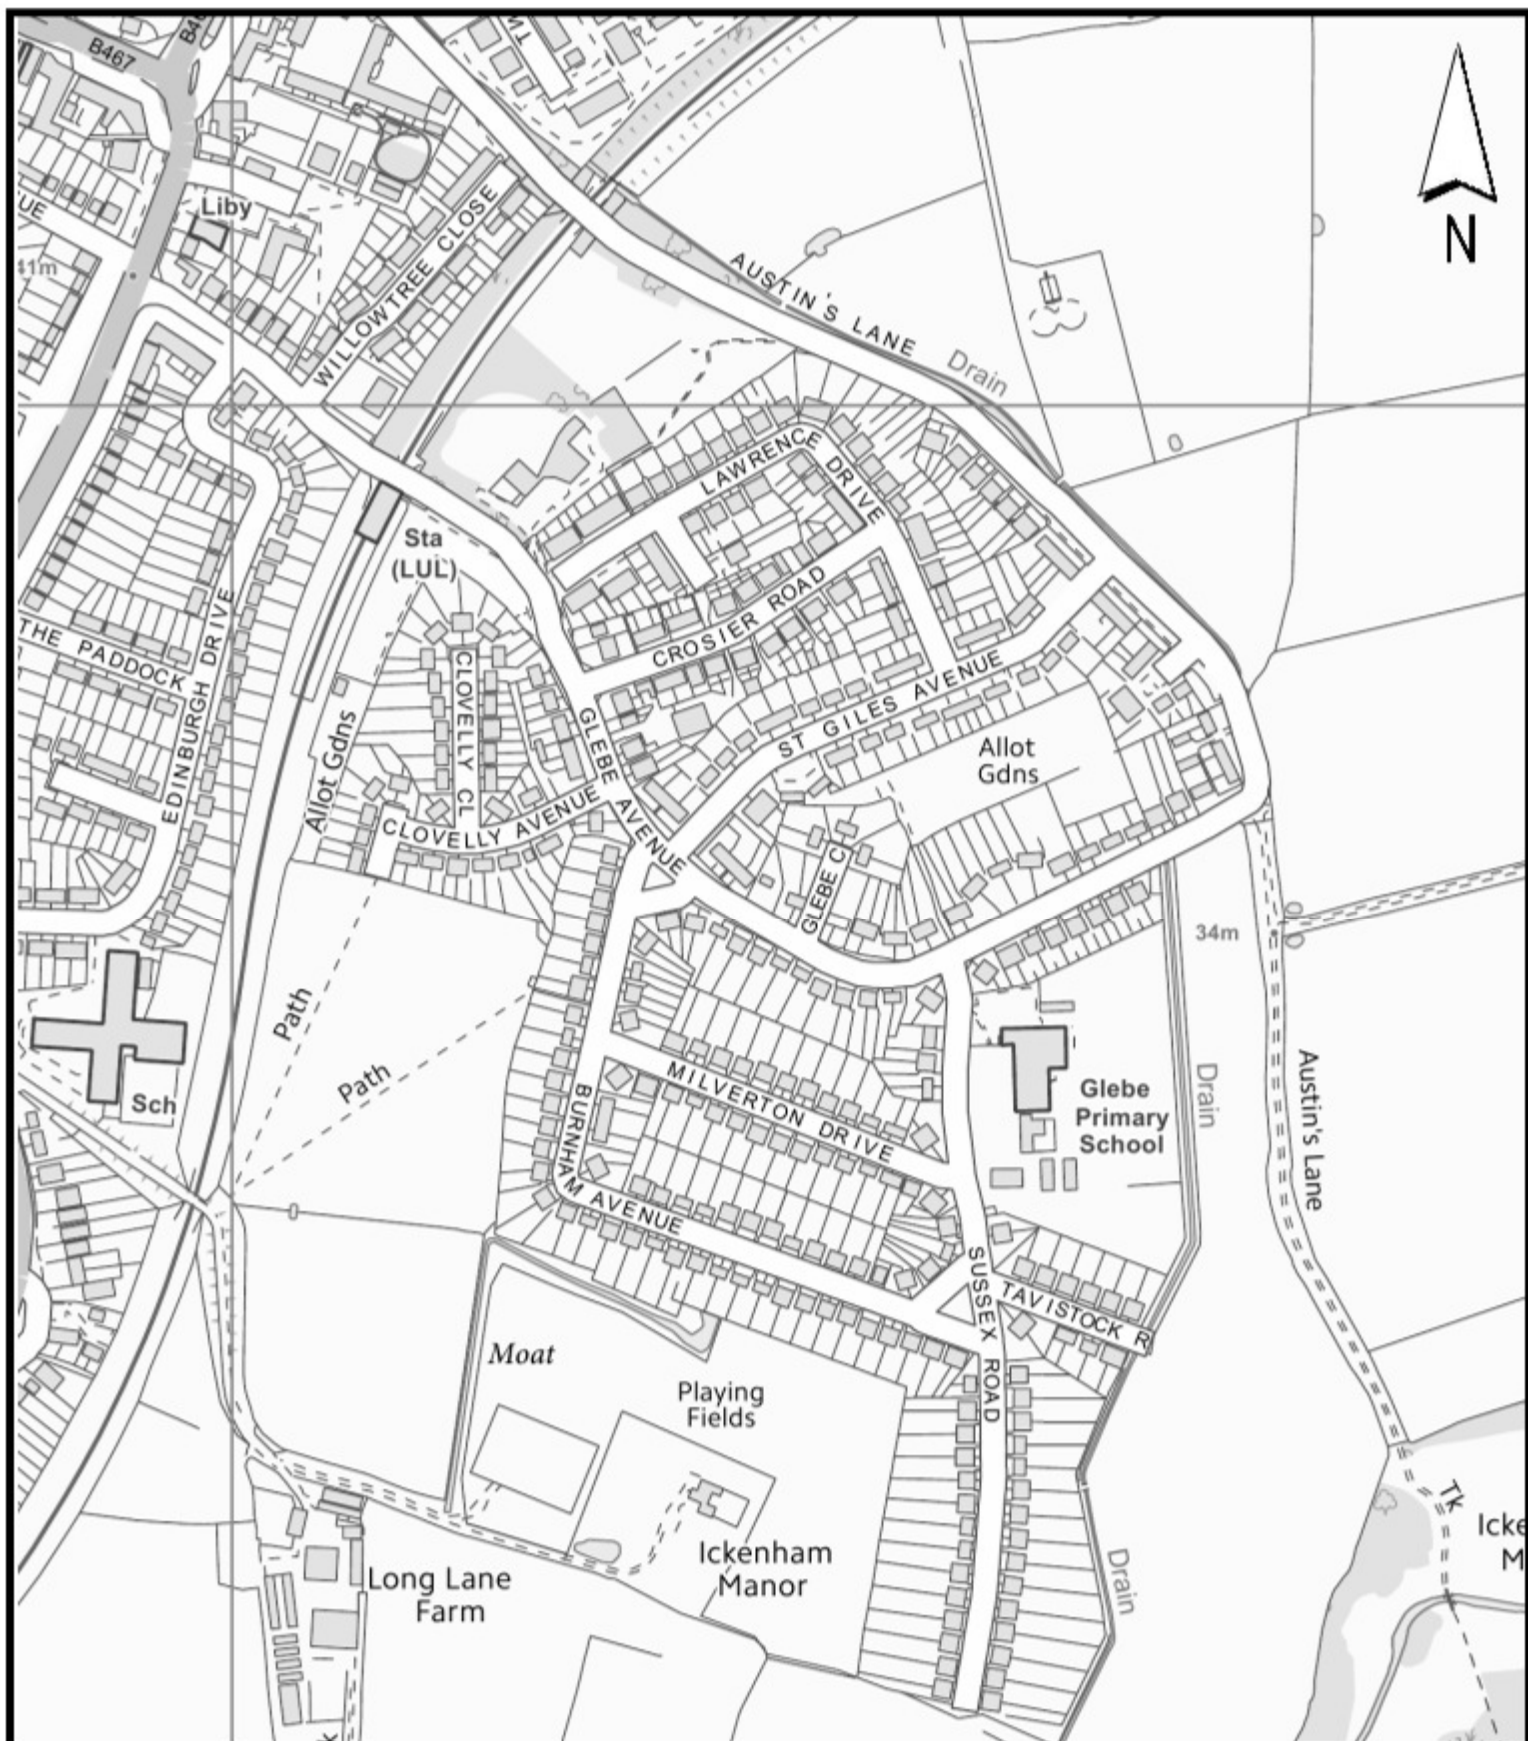 B467
N
Liby
41m
WILLOWTREE CLOSE
AUSTIN'S LANE
Drain
LAWRENCE DRIVE
Sta
(LUL)
THE PADDOCK
EDINBURGH DRIVE
CROSIER ROAD
CLOVELLY CL
GLEBE AVENUE
ST GILES AVENUE
Allot
Gdns
Allot Gdns
CLOVELLY AVENUE
GLEBE C
34m
Path
Path
Sch
MILVERTON DRIVE
BURNHAM AVENUE
Glebe
Primary
School
Drain
Austin's Lane
SUSSEX ROAD
TAVISTOCK R
Moat
Playing
Fields
Ickenham
Manor
Long Lane
Farm
Drain
Tk
Icke
M